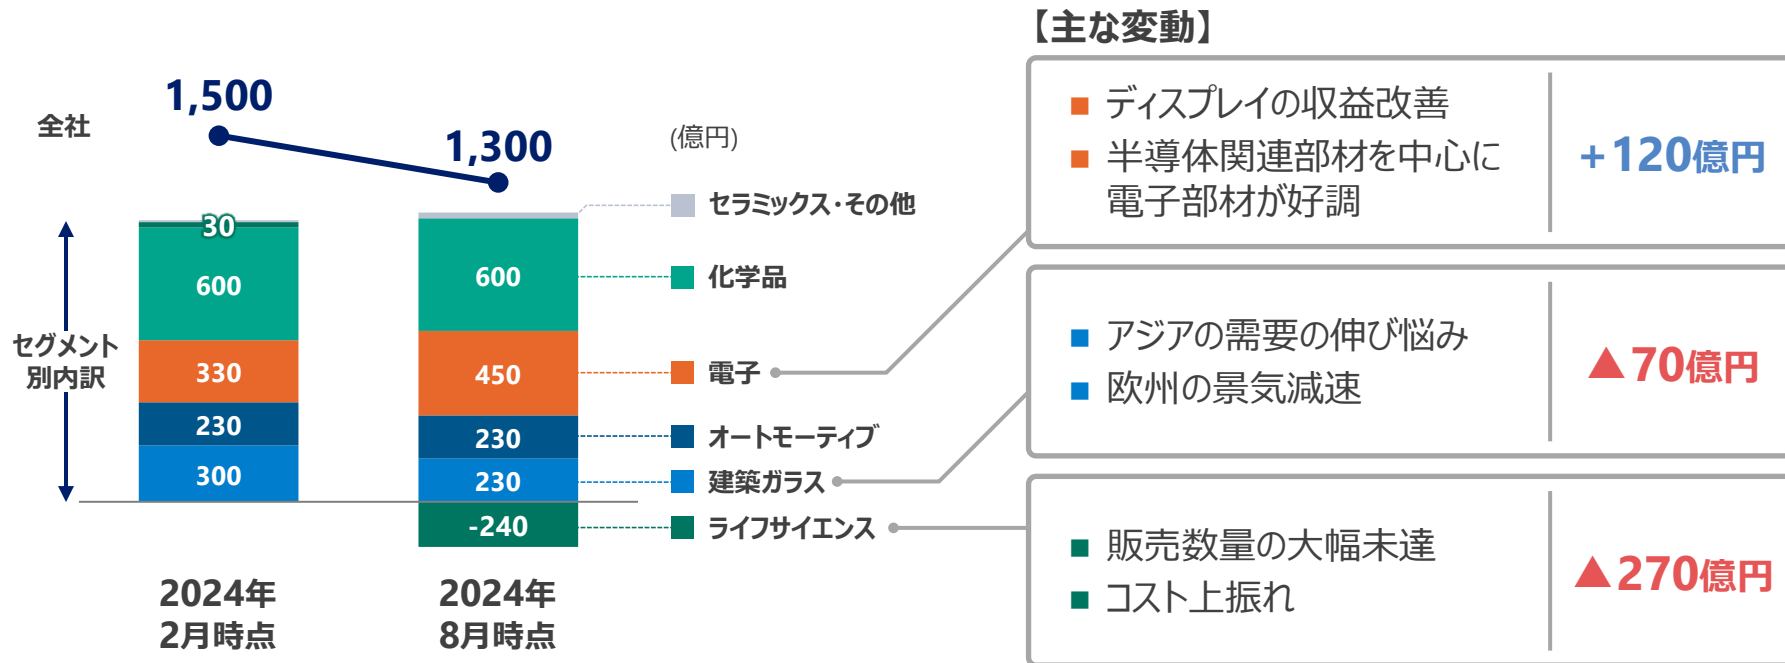 全社
1,500
1,300
(億円)
セグメント
別内訳
30
600
330
230
300
2024年
2月時点
600
450
230
230
-240
2024年
8月時点
セラミックス・その他
化学品
電子
オートモーティブ
建築ガラス
ライフサイエンス
【主な変動】
■ ディスプレイの収益改善
■ 半導体関連部材を中心に
電子部材が好調
+120億円
■ アジアの需要の伸び悩み
■ 欧州の景気減速
▲70億円
■ 販売数量の大幅未達
■ コスト上振れ
▲270億円